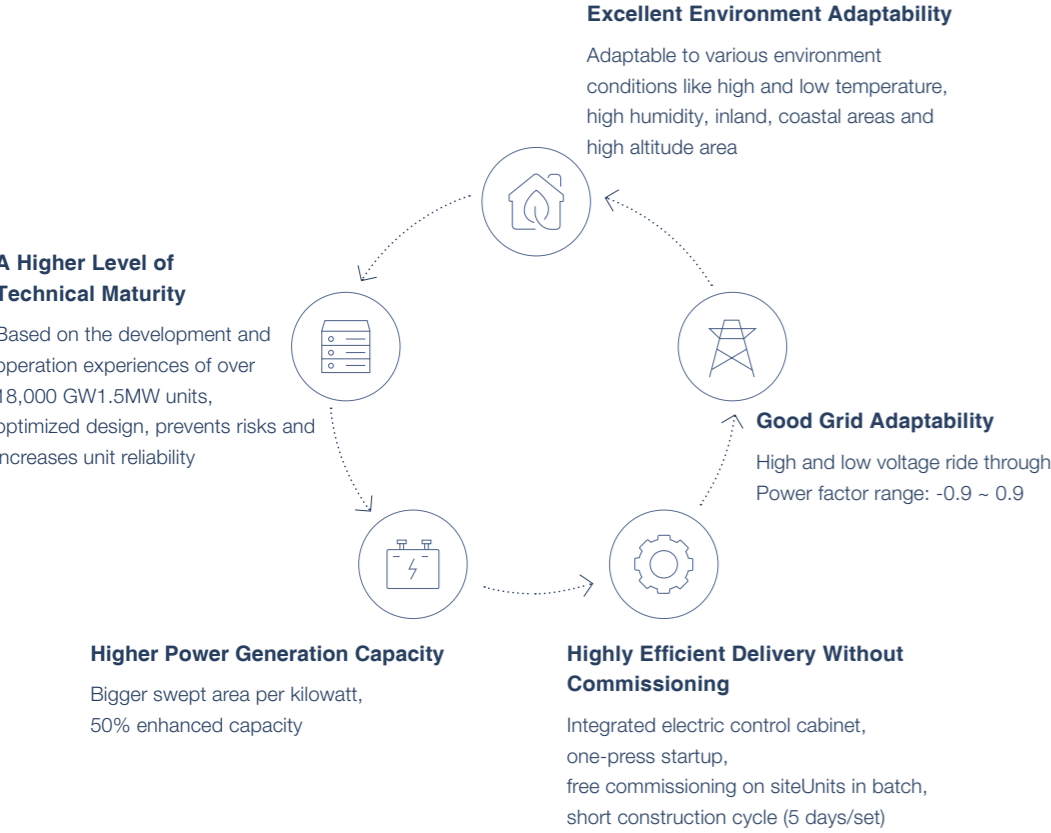 Excellent Environment Adaptability
Adaptable to various environment
conditions like high and low temperature,
high humidity, inland, coastal areas and
high altitude area
A Higher Level of
Technical Maturity
Based on the development and
operation experiences of over
18,000 GW1.5MW units,
optimized design, prevents risks and
increases unit reliability
Good Grid Adaptability
High and low voltage ride through
Power factor range: -0.9 ~ 0.9
Higher Power Generation Capacity
Bigger swept area per kilowatt,
50% enhanced capacity
Highly Efficient Delivery Without
Commissioning
Integrated electric control cabinet,
one-press startup,
free commissioning on siteUnits in batch,
short construction cycle (5 days/set)